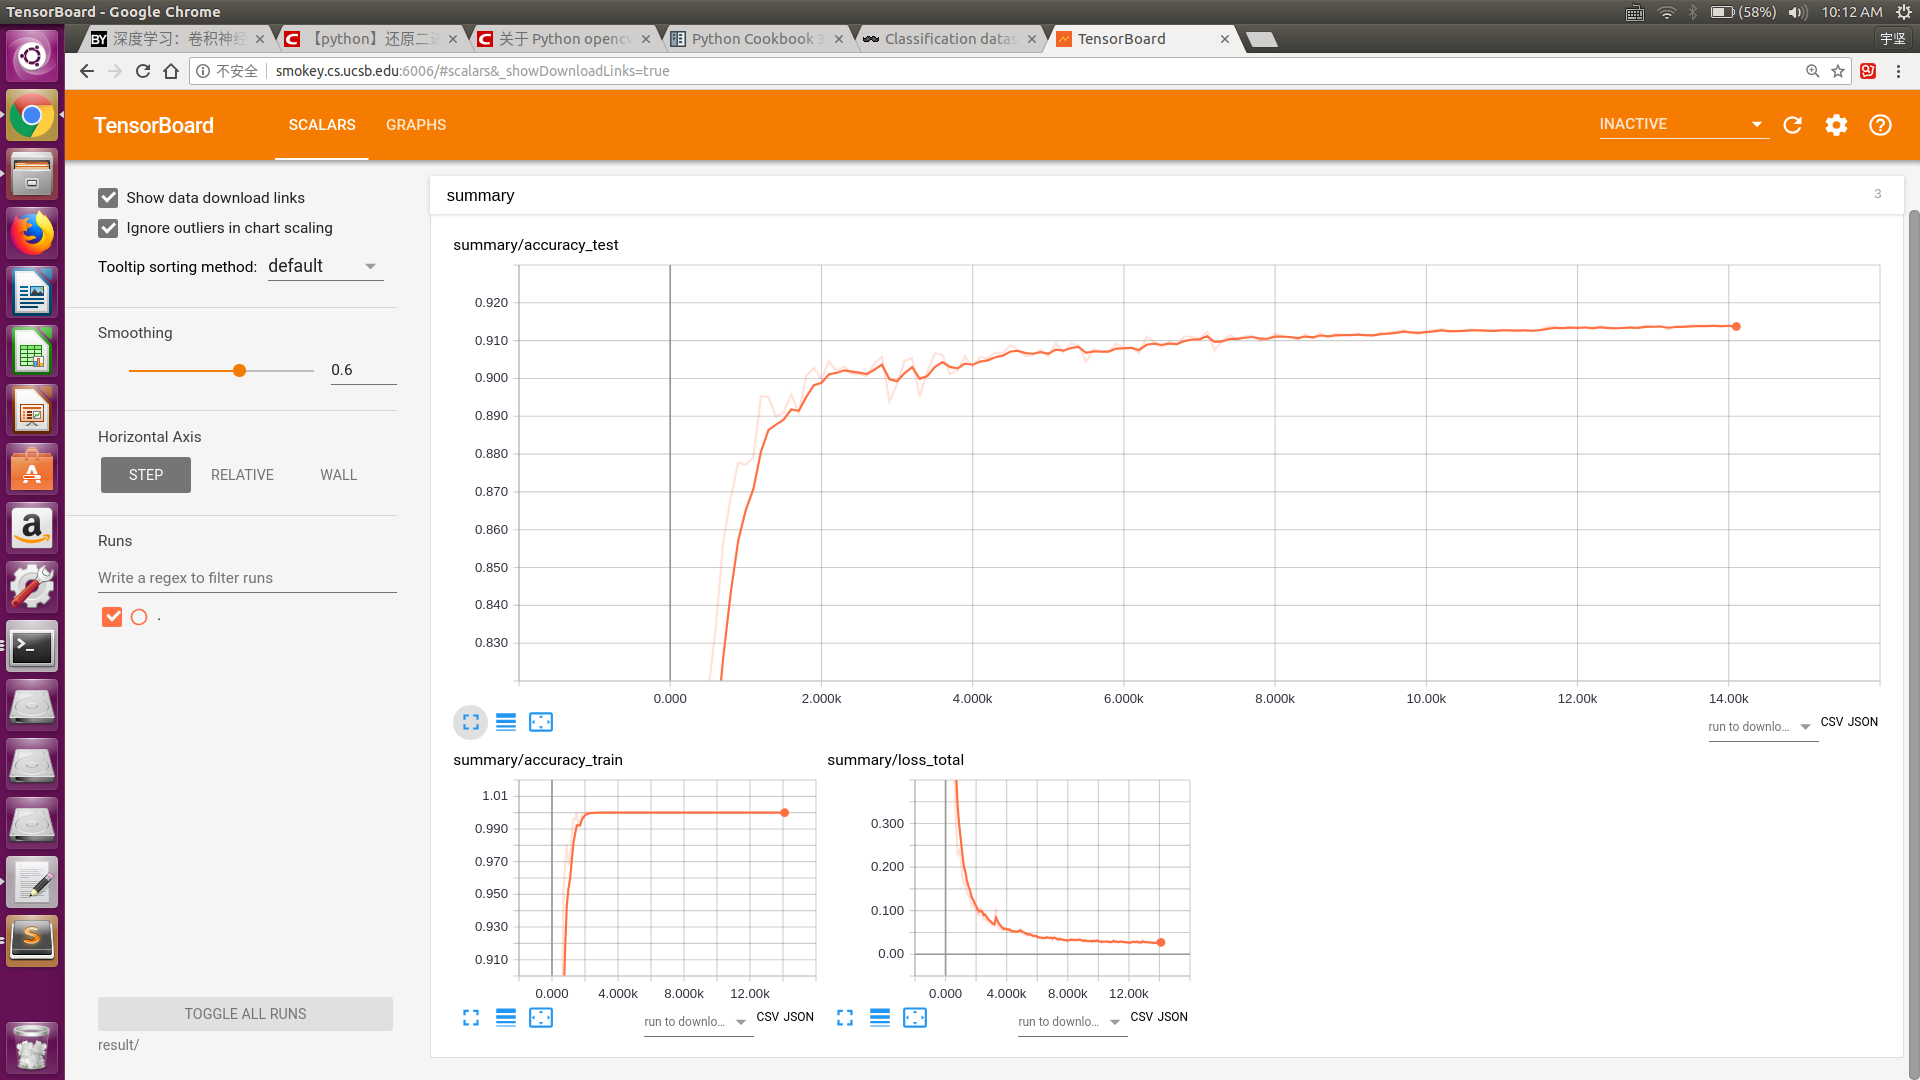 TensorBoard - Google Chrome
(58%) 10:12 AM
深度学习：卷积神经
【python】还原二进
关于 Python opencv
Python Cookbook 3
Classification datas
TensorBoard
宇坚
不安全 smokey.cs.ucsb.edu:6006/#scalars&_showDownloadLinks=true
TensorBoard SCALARS GRAPHS INACTIVE
Show data download links
Ignore outliers in chart scaling
Tooltip sorting method: default
Smoothing
0.6
Horizontal Axis
STEP RELATIVE WALL
Runs
Write a regex to filter runs
.
TOGGLE ALL RUNS
result/
summary 3
summary/accuracy_test
0.920
0.910
0.900
0.890
0.880
0.870
0.860
0.850
0.840
0.830
0.000 2.000k 4.000k 6.000k 8.000k 10.00k 12.00k 14.00k
run to downlo... CSV JSON
summary/accuracy_train
1.01
0.990
0.970
0.950
0.930
0.910
0.000 4.000k 8.000k 12.00k
run to downlo... CSV JSON
summary/loss_total
0.300
0.200
0.100
0.00
0.000 4.000k 8.000k 12.00k
run to downlo... CSV JSON